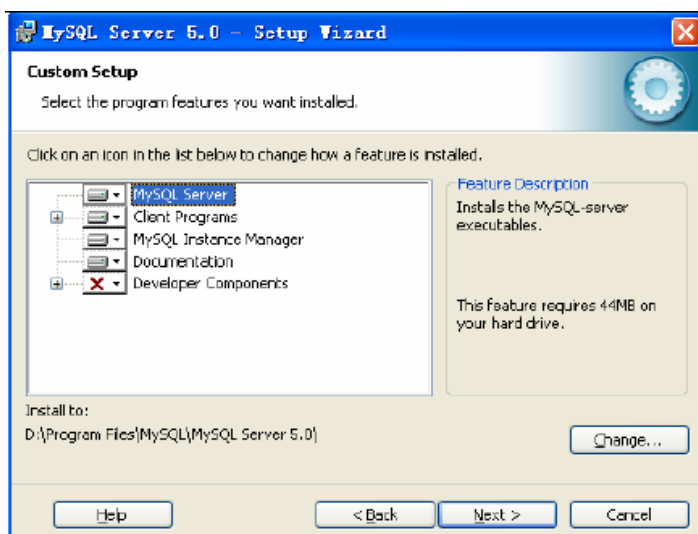 MySQL Server 5.0 - Setup Wizard
Custom Setup
Select the program features you want installed.
Click on an icon in the list below to change how a feature is installed.
MySQL Server
Client Programs
MySQL Instance Manager
Documentation
Developer Components
Feature Description
Installs the MySQL-server
executables.
This feature requires 44MB on
your hard drive.
Install to:
D:\Program Files\MySQL\MySQL Server 5.0\
Change...
Help
< Back
Next >
Cancel